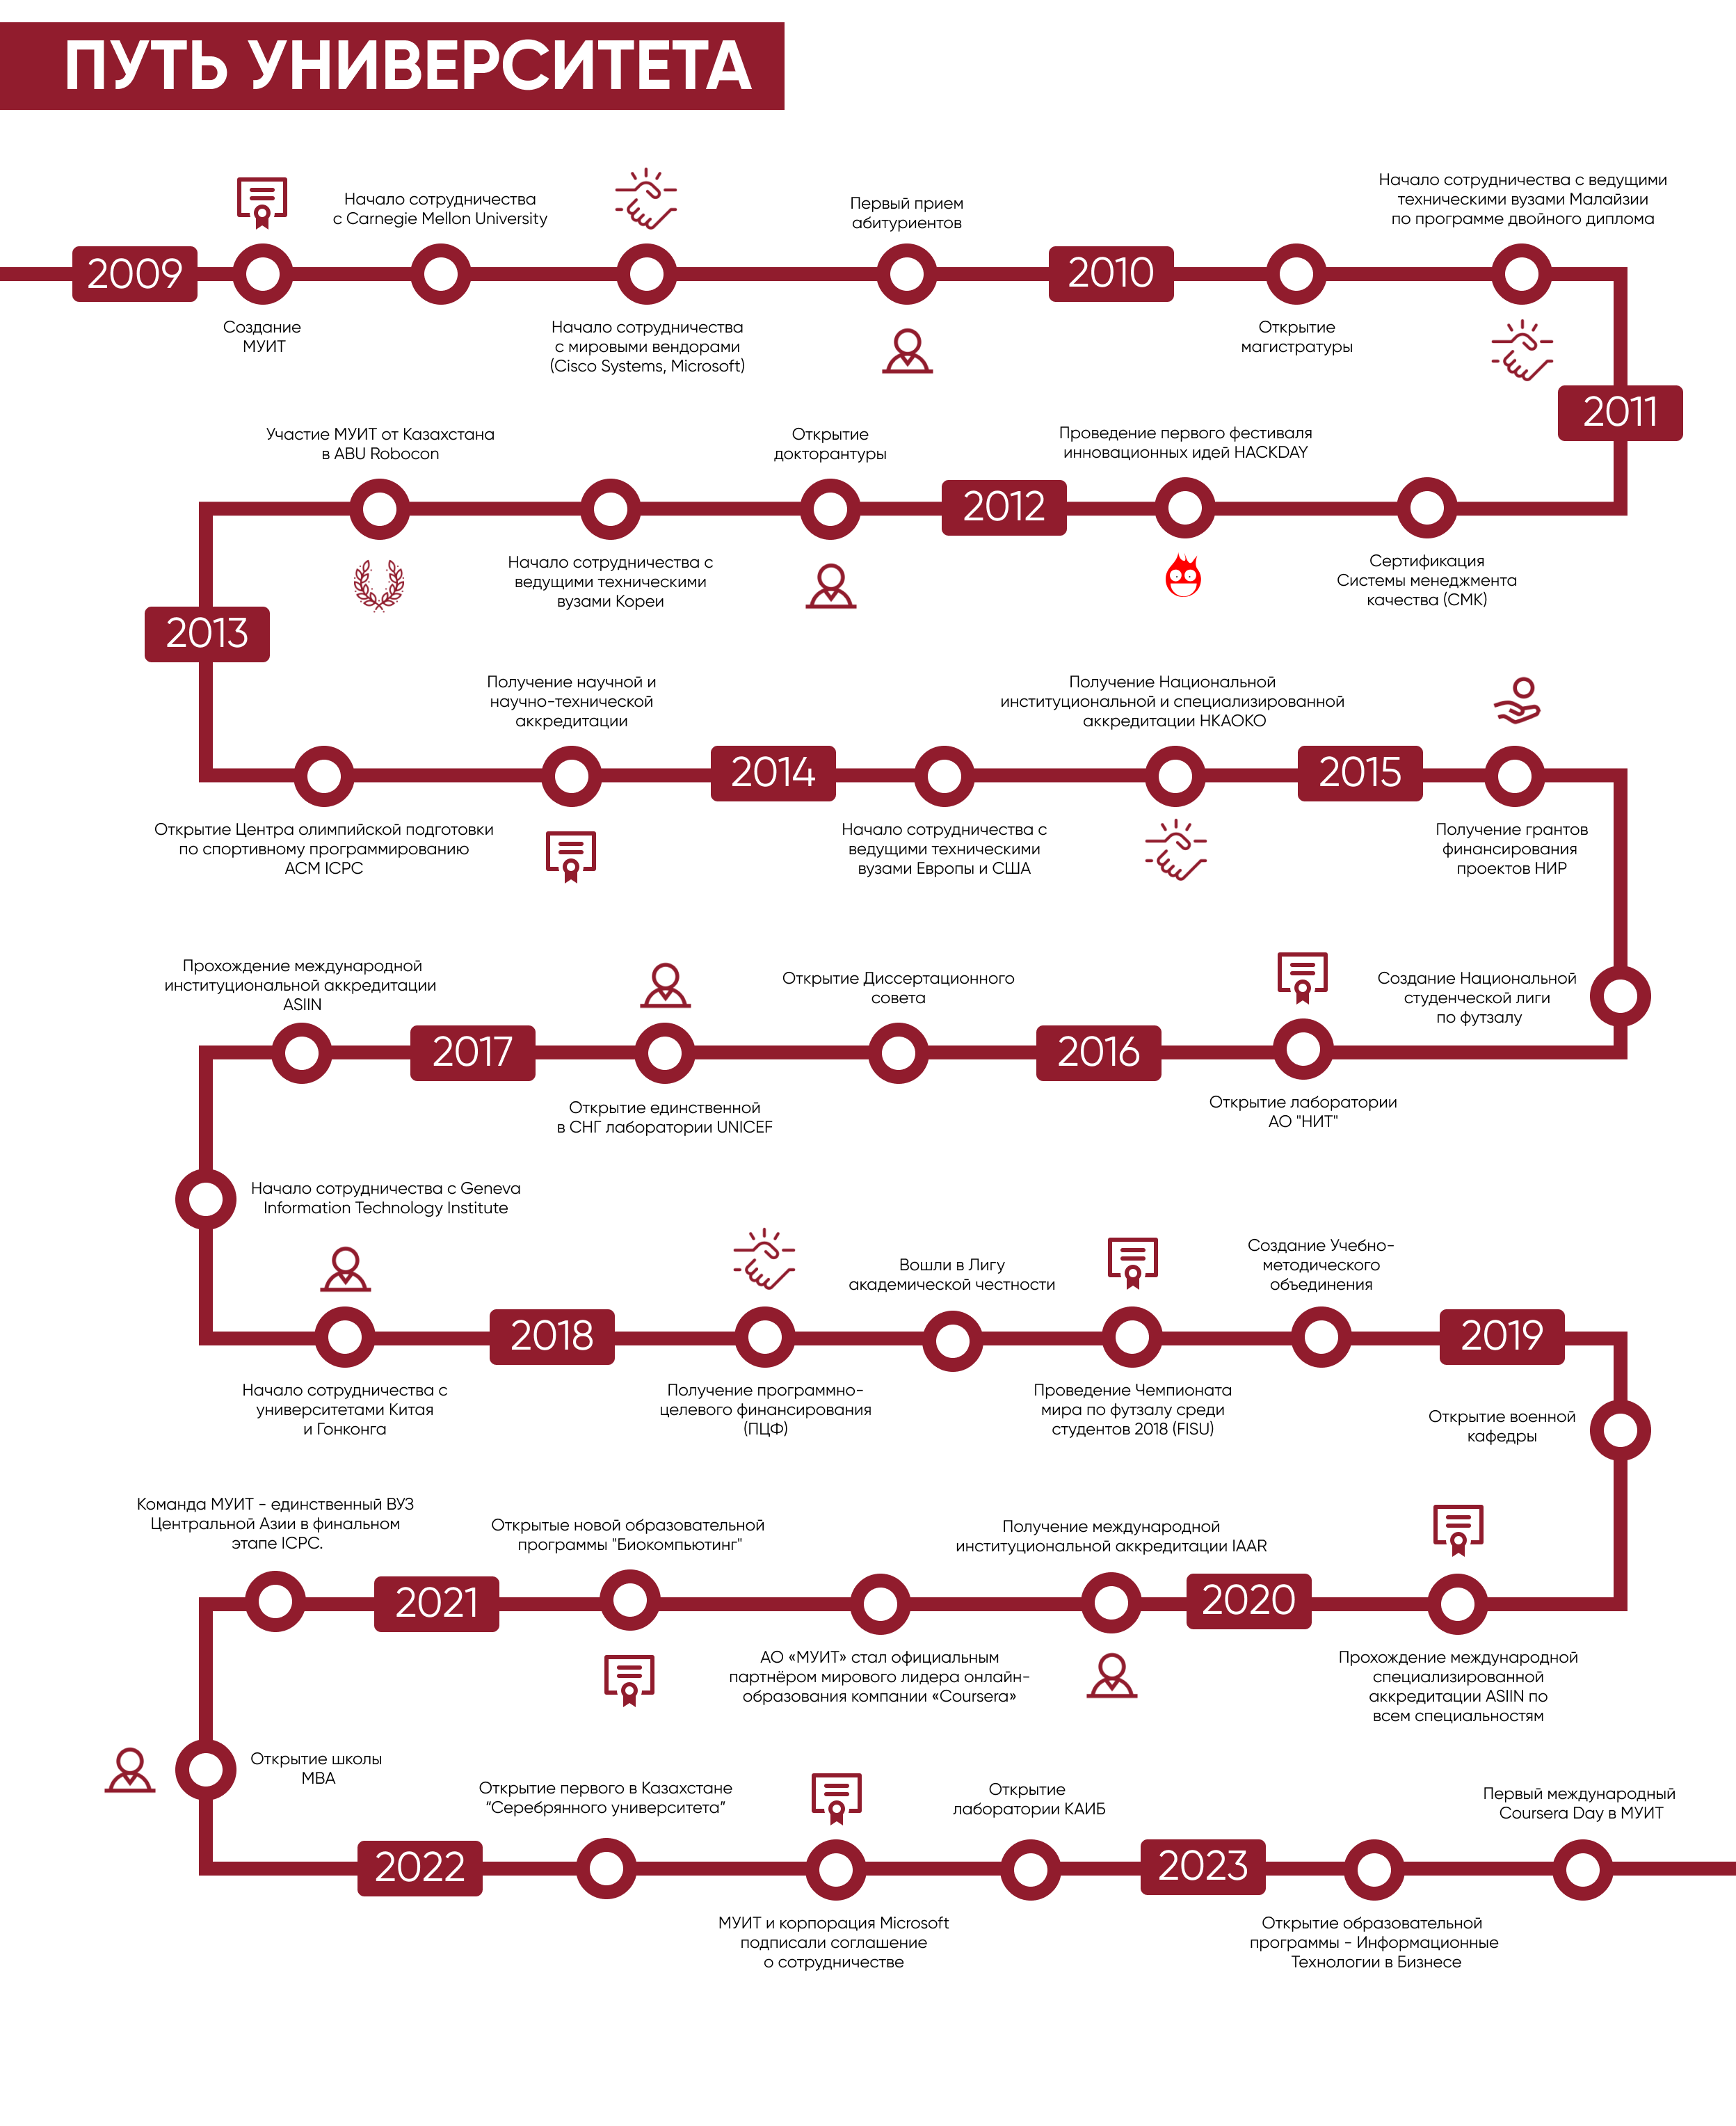 ПУТЬ УНИВЕРСИТЕТА
2009
Создание
МУИТ
Начало сотрудничества
с Carnegie Mellon University
Начало сотрудничества
с мировыми вендорами
(Cisco Systems, Microsoft)
Первый прием
абитуриентов
2010
Открытие
магистратуры
Начало сотрудничества с ведущими
техническими вузами Малайзии
по программе двойного диплома
2011
Сертификация
Системы менеджмента
качества (СМК)
Проведение первого фестиваля
инновационных идей HACKDAY
2012
Открытие
докторантуры
Начало сотрудничества с
ведущими техническими
вузами Кореи
Участие МУИТ от Казахстана
в ABU Robocon
2013
Открытие Центра олимпийской подготовки
по спортивному программированию
ACM ICPC
Получение научной и
научно-технической
аккредитации
2014
Начало сотрудничества с
ведущими техническими
вузами Европы и США
Получение Национальной
институциональной и специализированной
аккредитации НКАОКО
2015
Получение грантов
финансирования
проектов НИР
Создание Национальной
студенческой лиги
по футзалу
Открытие лаборатории
АО "НИТ"
2016
Открытие Диссертационного
совета
Открытие единственной
в СНГ лаборатории UNICEF
2017
Прохождение международной
институциональной аккредитации
ASIIN
Начало сотрудничества с Geneva
Information Technology Institute
Начало сотрудничества с
университетами Китая
и Гонконга
2018
Получение программно-
целевого финансирования
(ПЦФ)
Вошли в Лигу
академической честности
Проведение Чемпионата
мира по футзалу среди
студентов 2018 (FISU)
Создание Учебно-
методического
объединения
2019
Открытие военной
кафедры
Прохождение международной
специализированной
аккредитации ASIIN по
всем специальностям
2020
Получение международной
институциональной аккредитации IAAR
АО «МУИТ» стал официальным
партнёром мирового лидера онлайн-
образования компании «Coursera»
Открытые новой образовательной
программы "Биокомпьютинг"
2021
Команда МУИТ - единственный ВУЗ
Центральной Азии в финальном
этапе ICPC.
Открытие школы
МВА
2022
Открытие первого в Казахстане
“Серебрянного университета”
МУИТ и корпорация Microsoft
подписали соглашение
о сотрудничестве
Открытие
лаборатории КАИБ
2023
Открытие образовательной
программы - Информационные
Технологии в Бизнесе
Первый международный
Coursera Day в МУИТ